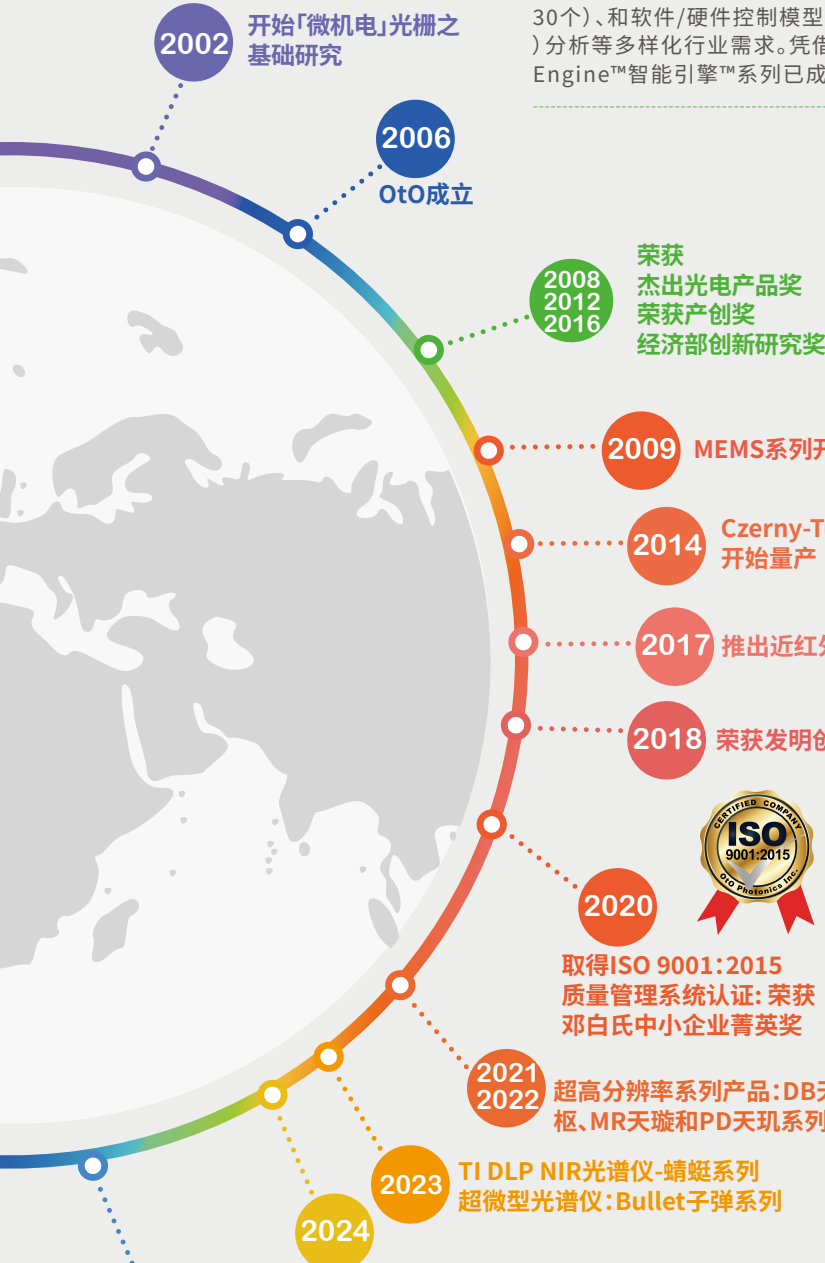 30个)、和软件/硬件控制模型
)分析等多样化行业需求。凭借
Engine™智能引擎™系列已成
2002
开始「微机电」光栅之
基础研究
2006
OtO成立
2008
2012
2016
荣获
杰出光电产品奖
荣获产创奖
经济部创新研究奖
2009
MEMS系列开
2014
Czerny-T
开始量产
2017
推出近红外
2018
荣获发明创
CERTIFIED COMPANY
ISO
9001:2015
OtO Photonics Inc.
2020
取得ISO 9001:2015
质量管理系统认证: 荣获
邓白氏中小企业菁英奖
2021
2022
超高分辨率系列产品:DB天
枢、MR天璇和PD天玑系列
2023
TI DLP NIR光谱仪-蜻蜓系列
超微型光谱仪:Bullet子弹系列
2024